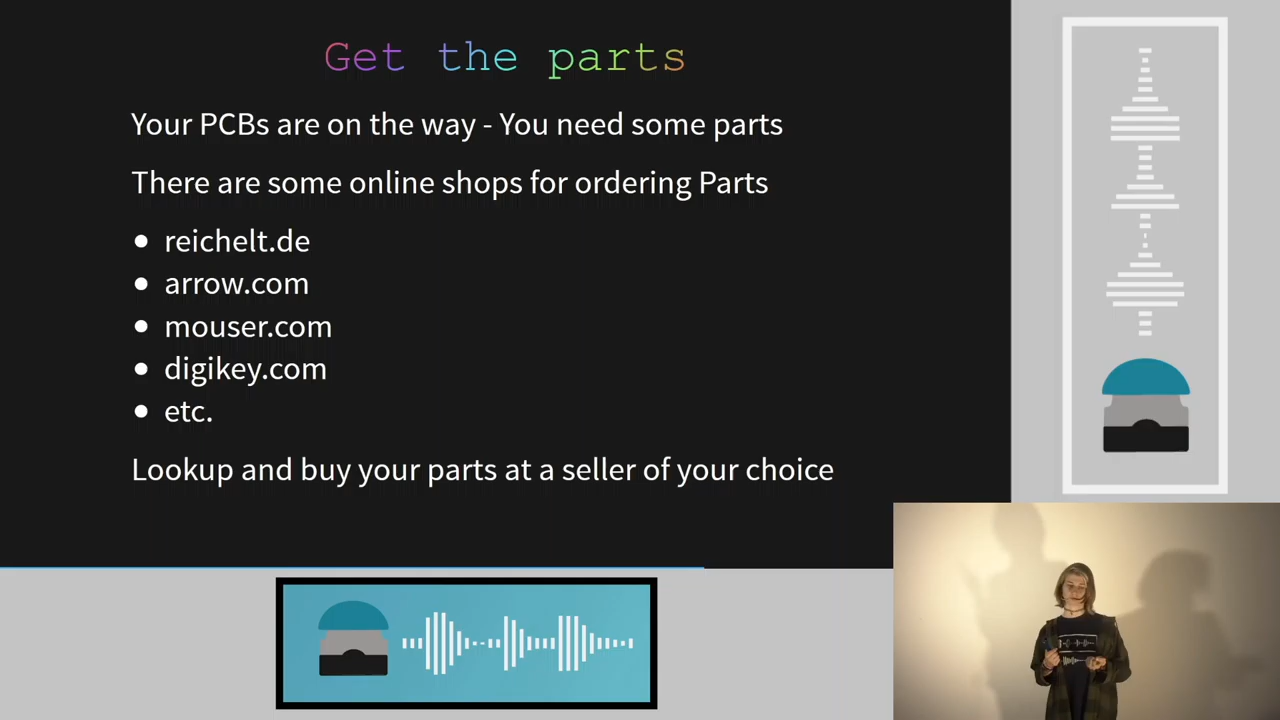 Get the parts
Your PCBs are on the way - You need some parts
There are some online shops for ordering Parts
reichelt.de
arrow.com
mouser.com
digikey.com
etc.
Lookup and buy your parts at a seller of your choice